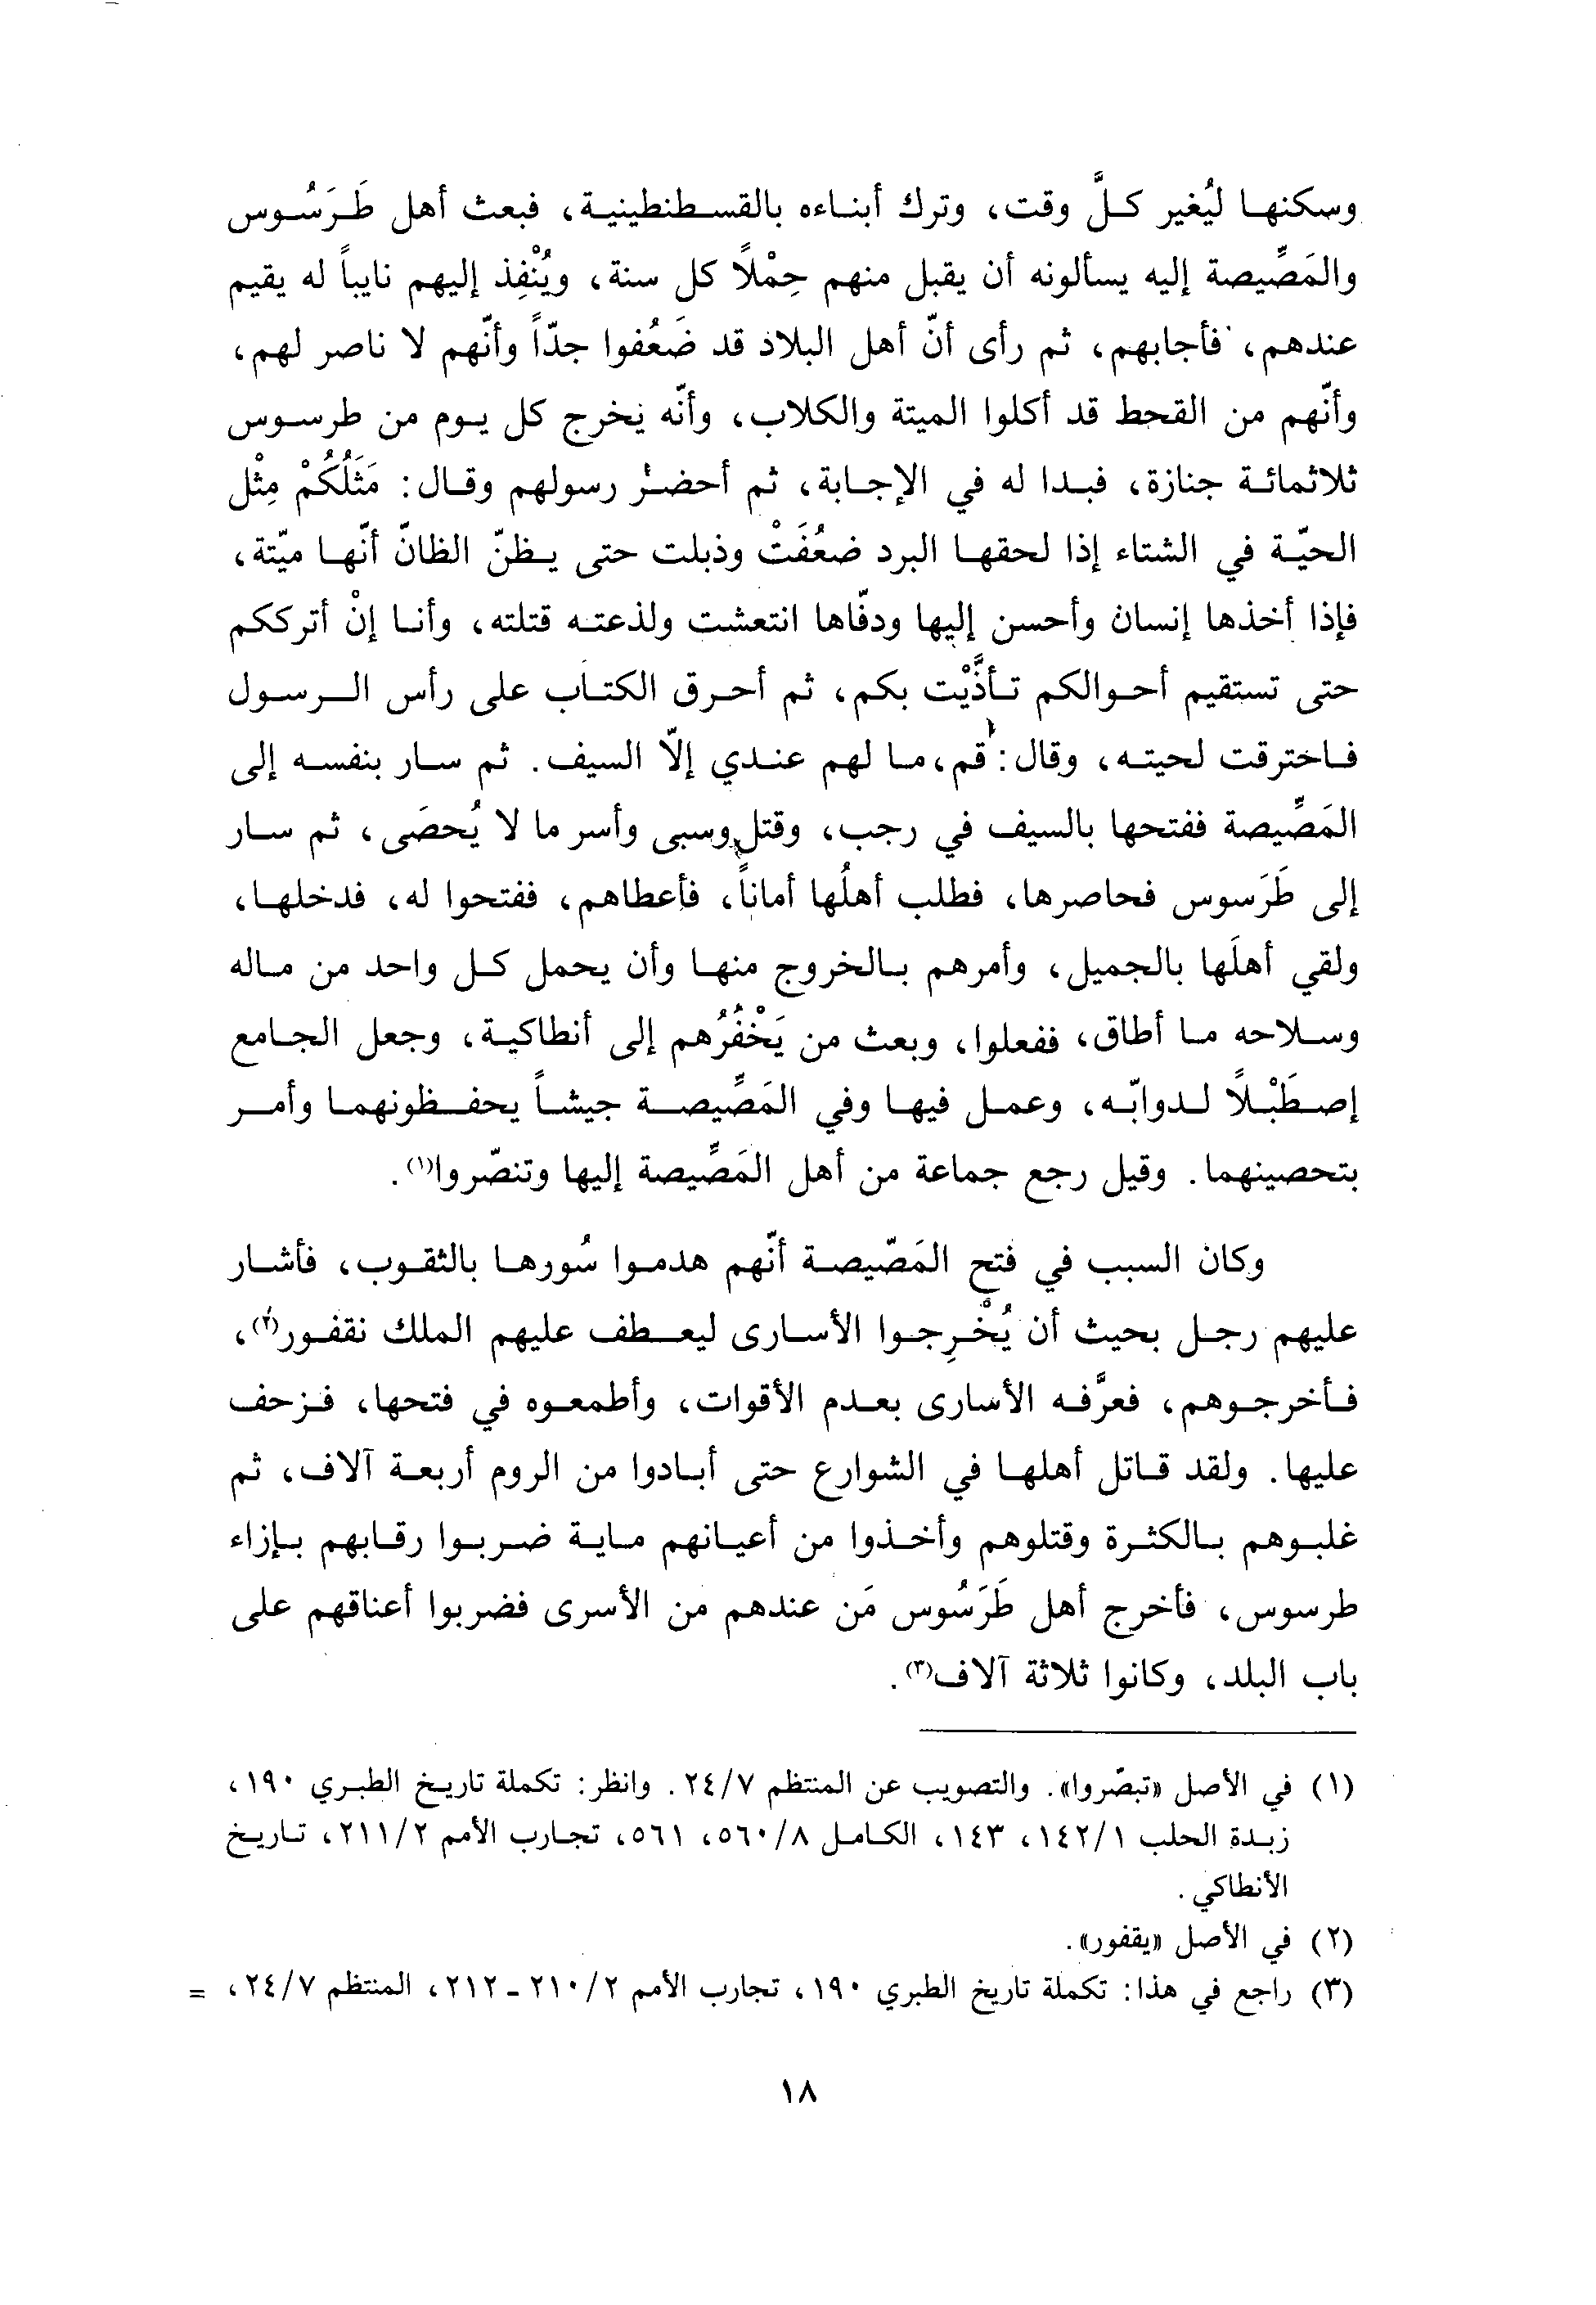 وسكنها ليُغير كلَّ وقت، وترك أبناءه بالقسطنطينية، فبعث أهل طَرَسُوس
والمَصِّيصة إليه يسألونه أن يقبل منهم حِمْلاً كل سنة، ويُنْفِذ إليهم نايباً له يقيم
عندهم، فأجابهم، ثم رأى أنّ أهل البلاد قد ضَعُفوا جدّاً وأنّهم لا ناصر لهم،
وأنّهم من القحط قد أكلوا الميتة والكلاب، وأنّه يخرج كل يوم من طرسوس
ثلاثمائة جنازة، فبدا له في الإجابة، ثم أحضر رسولهم وقال: مَثَلُكُمْ مِثْل
الحيّة في الشتاء إذا لحقها البرد ضعُفَتْ وذبلت حتى يظنّ الظانّ أنّها ميّتة،
فإذا أخذها إنسان وأحسن إليها ودفّاها انتعشت ولذعته قتلته، وأنا إنْ أترككم
حتى تستقيم أحوالكم تأذَّيْت بكم، ثم أحرق الكتاب على رأس الرسول
فاحترقت لحيته، وقال: قم، ما لهم عندي إلّا السيف. ثم سار بنفسه إلى
المَصِّيصة ففتحها بالسيف في رجب، وقتل وسبى وأسر ما لا يُحصَى، ثم سار
إلى طَرَسوس فحاصرها، فطلب أهلُها أماناً، فأعطاهم، ففتحوا له، فدخلها،
ولقي أهلَها بالجميل، وأمرهم بالخروج منها وأن يحمل كل واحد من ماله
وسلاحه ما أطاق، ففعلوا، وبعث من يَخْفُرُهم إلى أنطاكية، وجعل الجامع
إصطَبْلاً لدوابّه، وعمل فيها وفي المَصِّيصة جيشاً يحفظونهما وأمر
بتحصينهما. وقيل رجع جماعة من أهل المَصِّيصة إليها وتنصّروا(١).
وكان السبب في فتح المَصّيصة أنّهم هدموا سُورها بالثقوب، فأشار
عليهم رجل بحيث أن يُخْرِجوا الأسارى ليعطف عليهم الملك نقفور(٢)،
فأخرجوهم، فعرَّفه الأسارى بعدم الأقوات، وأطمعوه في فتحها، فزحف
عليها. ولقد قاتل أهلها في الشوارع حتى أبادوا من الروم أربعة آلاف، ثم
غلبوهم بالكثرة وقتلوهم وأخذوا من أعيانهم ماية ضربوا رقابهم بإزاء
طرسوس، فأخرج أهل طَرَسُوس مَن عندهم من الأسرى فضربوا أعناقهم على
باب البلد، وكانوا ثلاثة آلاف(٣).
(١) في الأصل «تبصّروا». والتصويب عن المنتظم ٢٤/٧. وانظر: تكملة تاريخ الطبري ١٩٠،
زبدة الحلب ١٤٢/١، ١٤٣، الكامل ٥٦٠/٨، ٥٦١، تجارب الأمم ٢١١/٢، تاريخ
الأنطاكي.
(٢) في الأصل «يقفور».
(٣) راجع في هذا: تكملة تاريخ الطبري ١٩٠، تجارب الأمم ٢١٠/٢ - ٢١٢، المنتظم ٢٤/٧، =
١٨